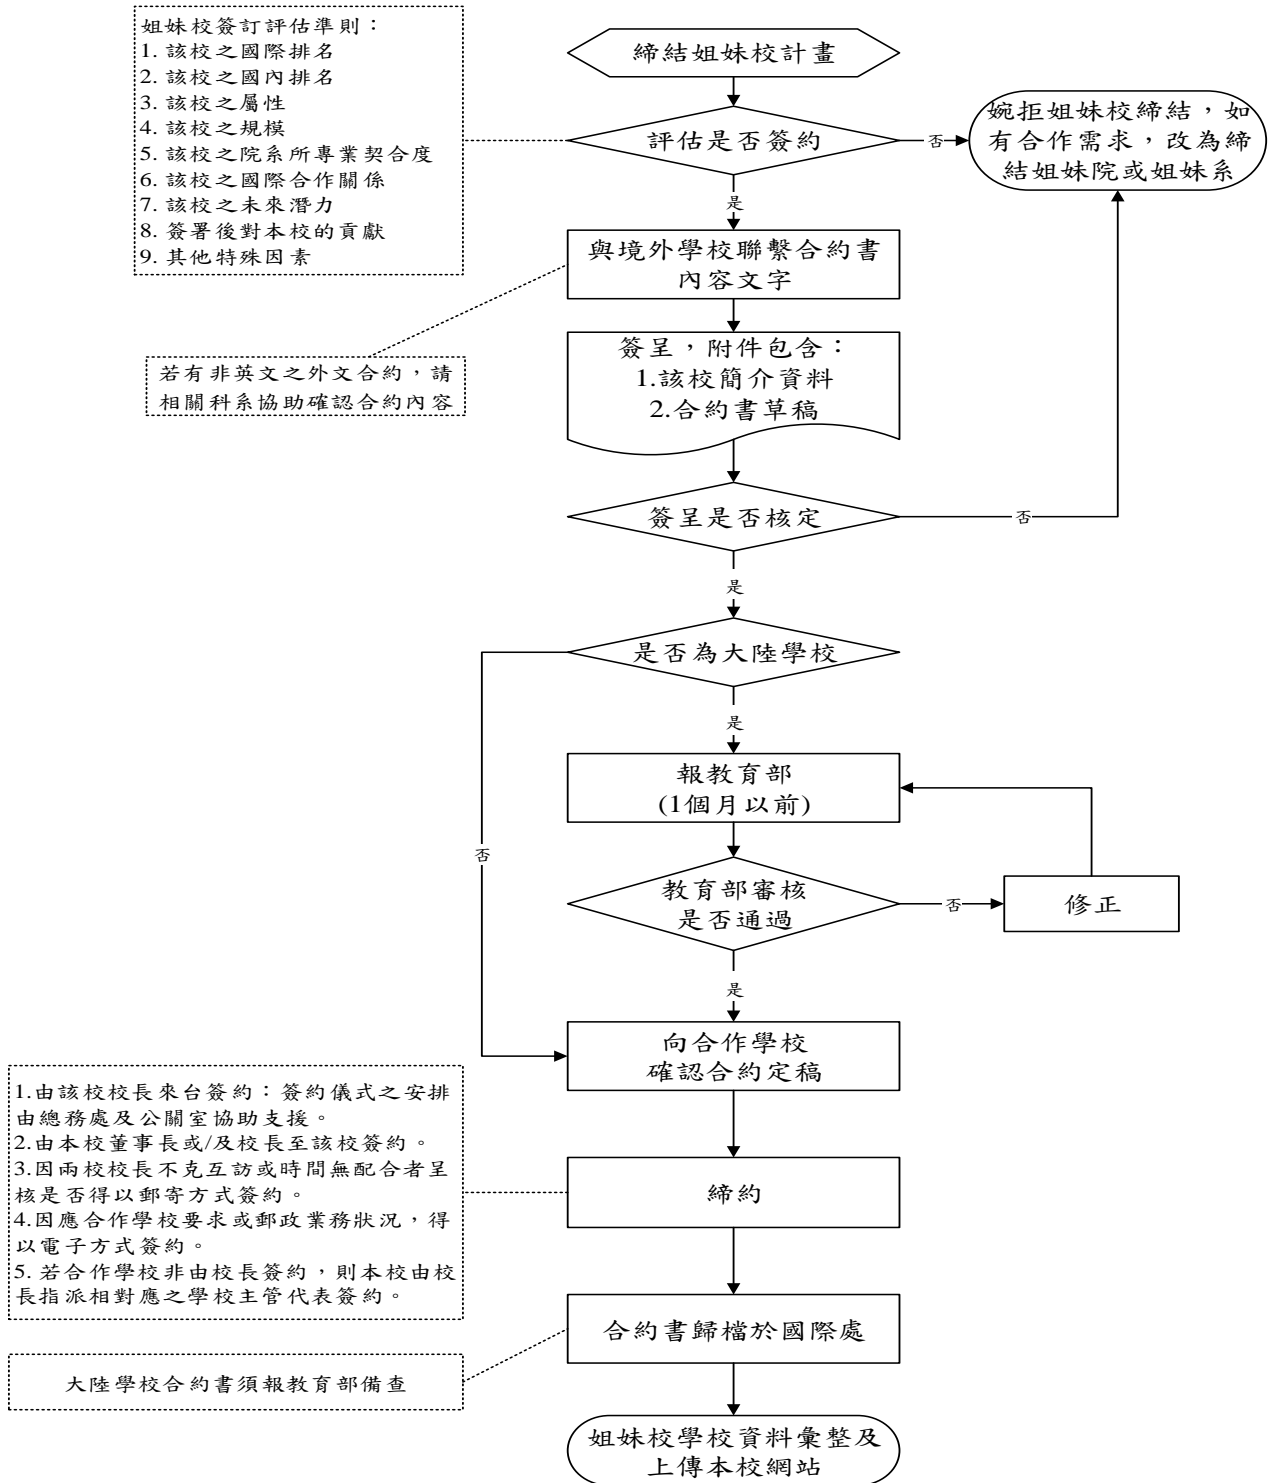 姐妹校簽訂評估準則：
1. 該校之國際排名
2. 該校之國內排名
3. 該校之屬性
4. 該校之規模
5. 該校之院系所專業契合度
6. 該校之國際合作關係
7. 該校之未來潛力
8. 簽署後對本校的貢獻
9. 其他特殊因素
締結姐妹校計畫
評估是否簽約
否
婉拒姐妹校締結，如
有合作需求，改為締
結姐妹院或姐妹系
是
與境外學校聯繫合約書
內容文字
若有非英文之外文合約，請
相關科系協助確認合約內容
簽呈，附件包含：
1.該校簡介資料
2.合約書草稿
簽呈是否核定
否
是
是否為大陸學校
是
否
報教育部
(1個月以前)
教育部審核
是否通過
否
修正
是
向合作學校
確認合約定稿
1.由該校校長來台簽約：簽約儀式之安排
由總務處及公關室協助支援。
2.由本校董事長或/及校長至該校簽約。
3.因兩校校長不克互訪或時間無配合者呈
核是否得以郵寄方式簽約。
4.因應合作學校要求或郵政業務狀況，得
以電子方式簽約。
5. 若合作學校非由校長簽約，則本校由校
長指派相對應之學校主管代表簽約。
締約
合約書歸檔於國際處
大陸學校合約書須報教育部備查
姐妹校學校資料彙整及
上傳本校網站